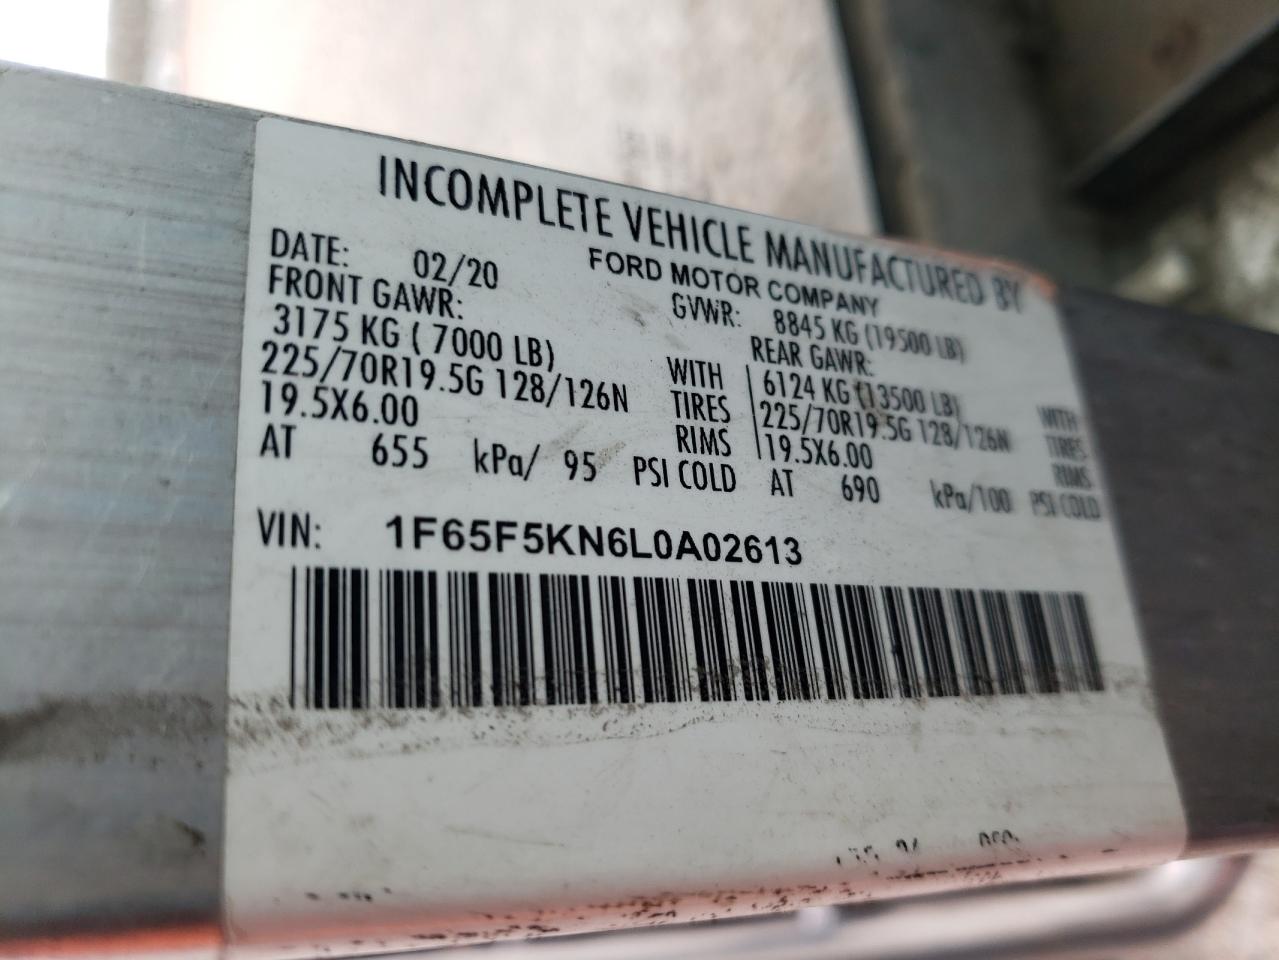 INCOMPLETE VEHICLE MANUFACTURED BY
FORD MOTOR COMPANY
DATE: 02/20
GVWR: 8845 KG (19500 LB)
FRONT GAWR:
3175 KG ( 7000 LB) WITH
225/70R19.5G 128/126N TIRES
19.5X6.00 RIMS
AT 655 kPa/ 95 PSI COLD
REAR GAWR:
6124 KG (13500 LB) WITH
225/70R19.5G 128/126N TIRES
19.5X6.00 RIMS
AT 690 kPa/100 PSI COLD
VIN: 1F65F5KN6L0A02613